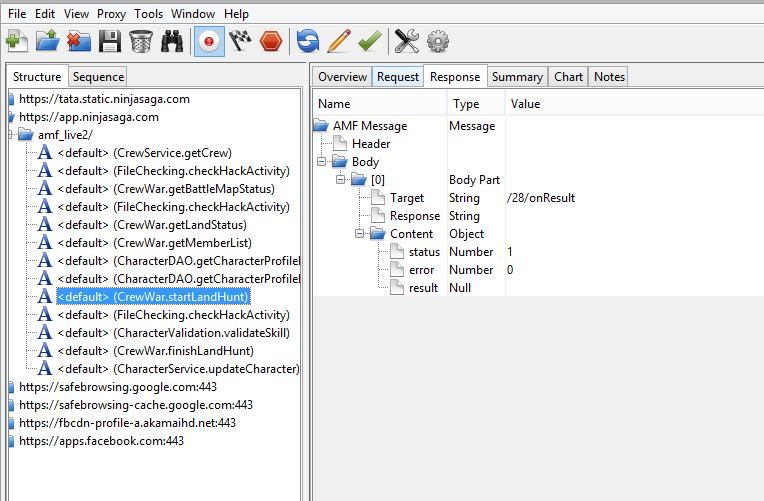 File Edit View Proxy Tools Window Help
Structure Sequence
https://tata.static.ninjasaga.com
https://app.ninjasaga.com
amf_live2/
<default> (CrewService.getCrew)
<default> (FileChecking.checkHackActivity)
<default> (CrewWar.getBattleMapStatus)
<default> (FileChecking.checkHackActivity)
<default> (CrewWar.getLandStatus)
<default> (CrewWar.getMemberList)
<default> (CharacterDAO.getCharacterProfile
<default> (CharacterDAO.getCharacterProfile
<default> (CrewWar.startLandHunt)
<default> (FileChecking.checkHackActivity)
<default> (CharacterValidation.validateSkill)
<default> (CrewWar.finishLandHunt)
<default> (CharacterService.updateCharacter)
https://safebrowsing.google.com:443
https://safebrowsing-cache.google.com:443
https://fbcdn-profile-a.akamaihd.net:443
https://apps.facebook.com:443
Overview Request Response Summary Chart Notes
Name Type Value
AMF Message Message
Header
Body
[0] Body Part
Target String /28/onResult
Response String
Content Object
status Number 1
error Number 0
result Null